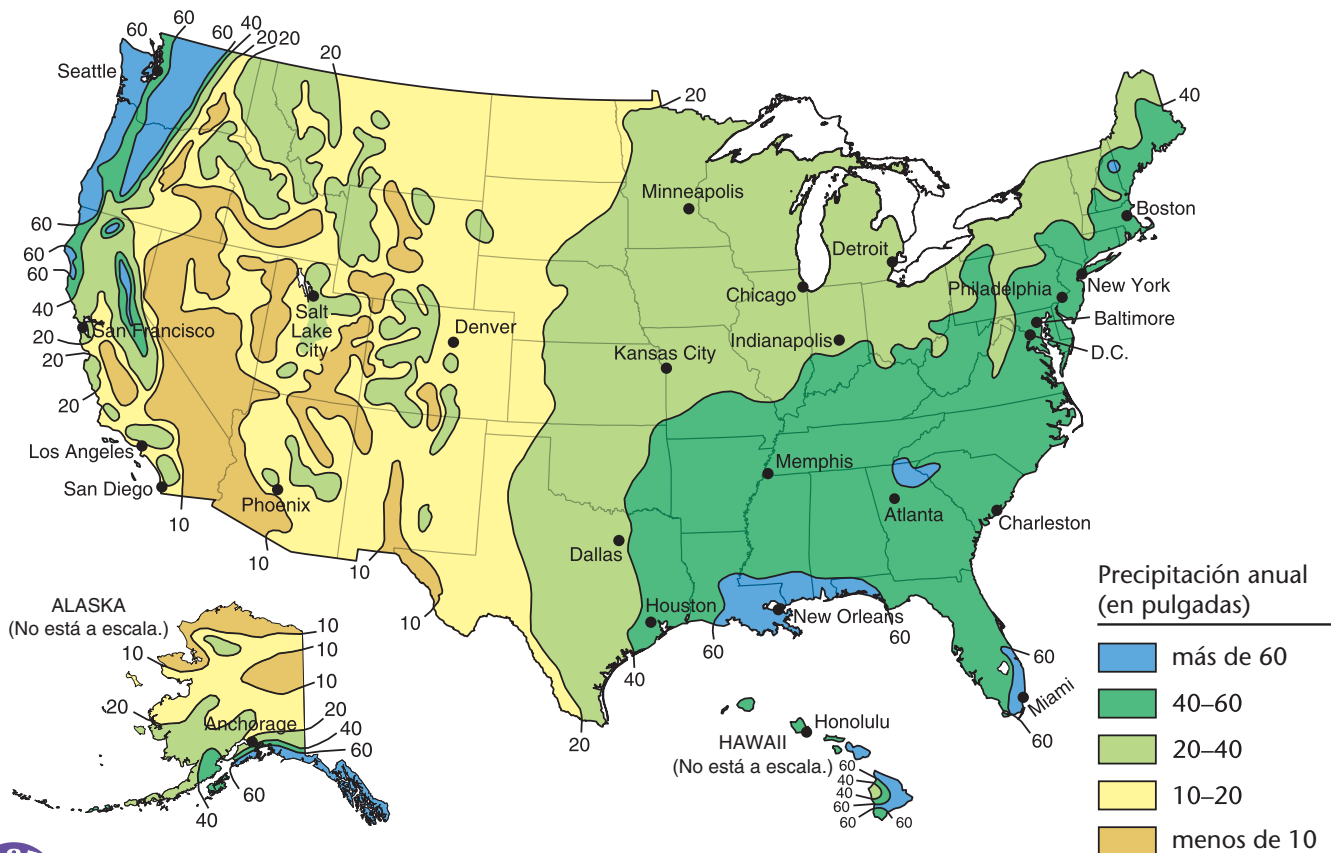 60
60
60
40
20
20
20
Seattle
20
40
Minneapolis
Boston
60
60
60
Detroit
Chicago
Philadelphia
New York
40
San Francisco
Salt
Lake
City
Denver
Baltimore
20
20
Indianapolis
Kansas City
D.C.
20
Los Angeles
San Diego
Memphis
10
Phoenix
Atlanta
Charleston
10
10
Dallas
10
Houston
New Orleans
60
60
40
20
60
Miami
60
ALASKA
(No está a escala.)
10
10
10
10
20
Anchorage
20
40
60
60
40
Honolulu
HAWAII
(No está a escala.)
60
40
40
60
60
60
Precipitación anual
(en pulgadas)
más de 60
40–60
20–40
10–20
menos de 10